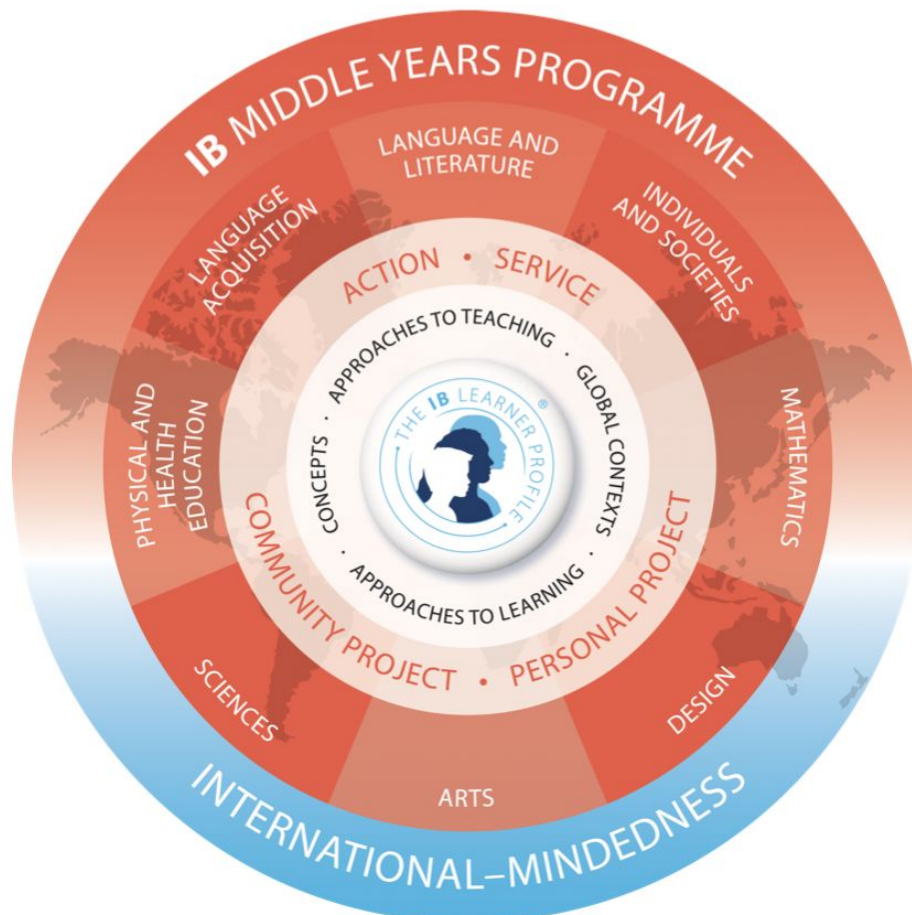 IB MIDDLE YEARS PROGRAMME
LANGUAGE AND
LITERATURE
INDIVIDUALS
AND SOCIETIES
MATHEMATICS
DESIGN
ARTS
SCIENCES
PHYSICAL AND
HEALTH
EDUCATION
LANGUAGE
ACQUISITION
ACTION • SERVICE
PERSONAL PROJECT
•
COMMUNITY PROJECT
APPROACHES TO TEACHING ·
GLOBAL CONTEXTS ·
APPROACHES TO LEARNING ·
CONCEPTS ·
• THE IB LEARNER PROFILE •
®
INTERNATIONAL–MINDEDNESS